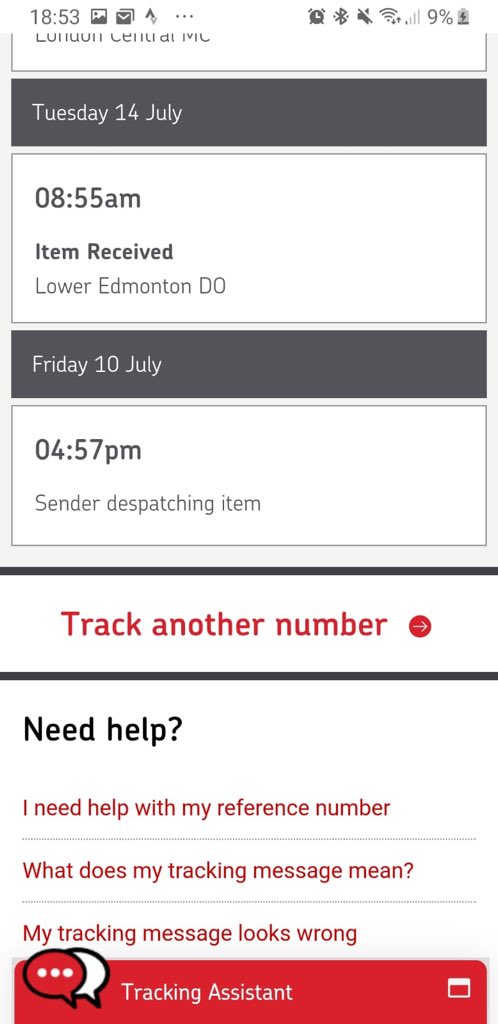 18:53 ... 9%
London Central MC
Tuesday 14 July
08:55am
Item Received
Lower Edmonton DO
Friday 10 July
04:57pm
Sender despatching item
Track another number
Need help?
I need help with my reference number
What does my tracking message mean?
My tracking message looks wrong
Tracking Assistant